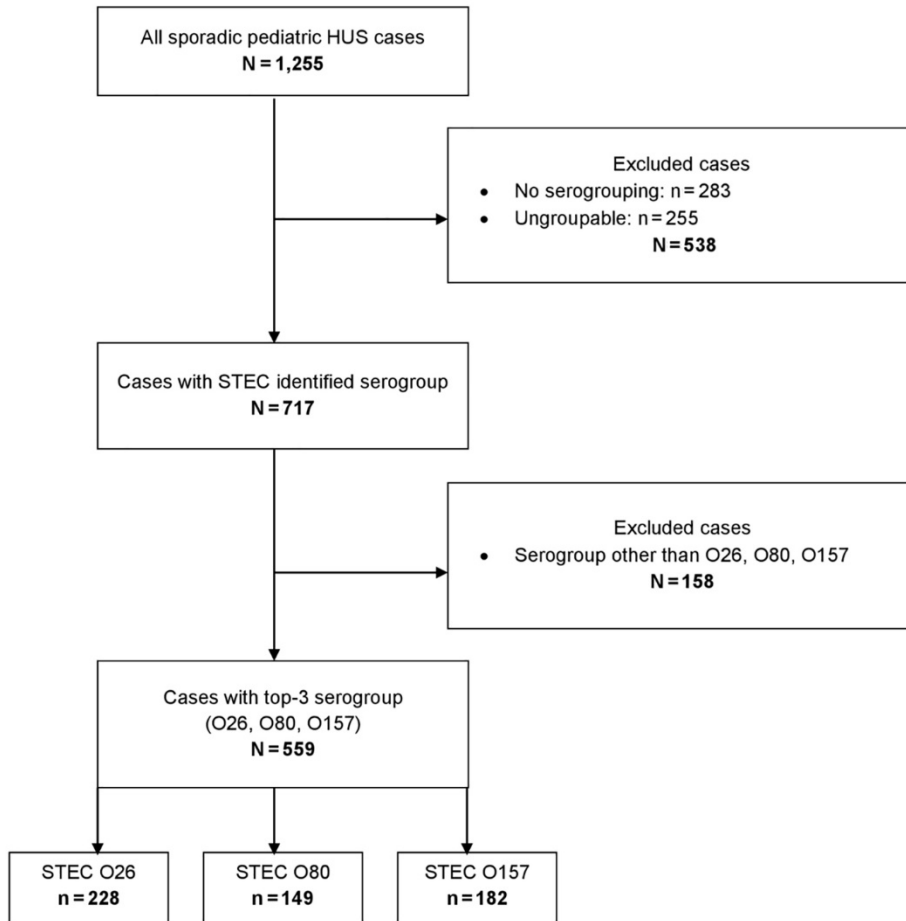 All sporadic pediatric HUS cases
N = 1,255
Excluded cases
• No serogrouping: n = 283
• Ungroupable: n = 255
N = 538
Cases with STEC identified serogroup
N = 717
Excluded cases
• Serogroup other than O26, O80, O157
N = 158
Cases with top-3 serogroup
(O26, O80, O157)
N = 559
STEC O26
n = 228
STEC O80
n = 149
STEC O157
n = 182